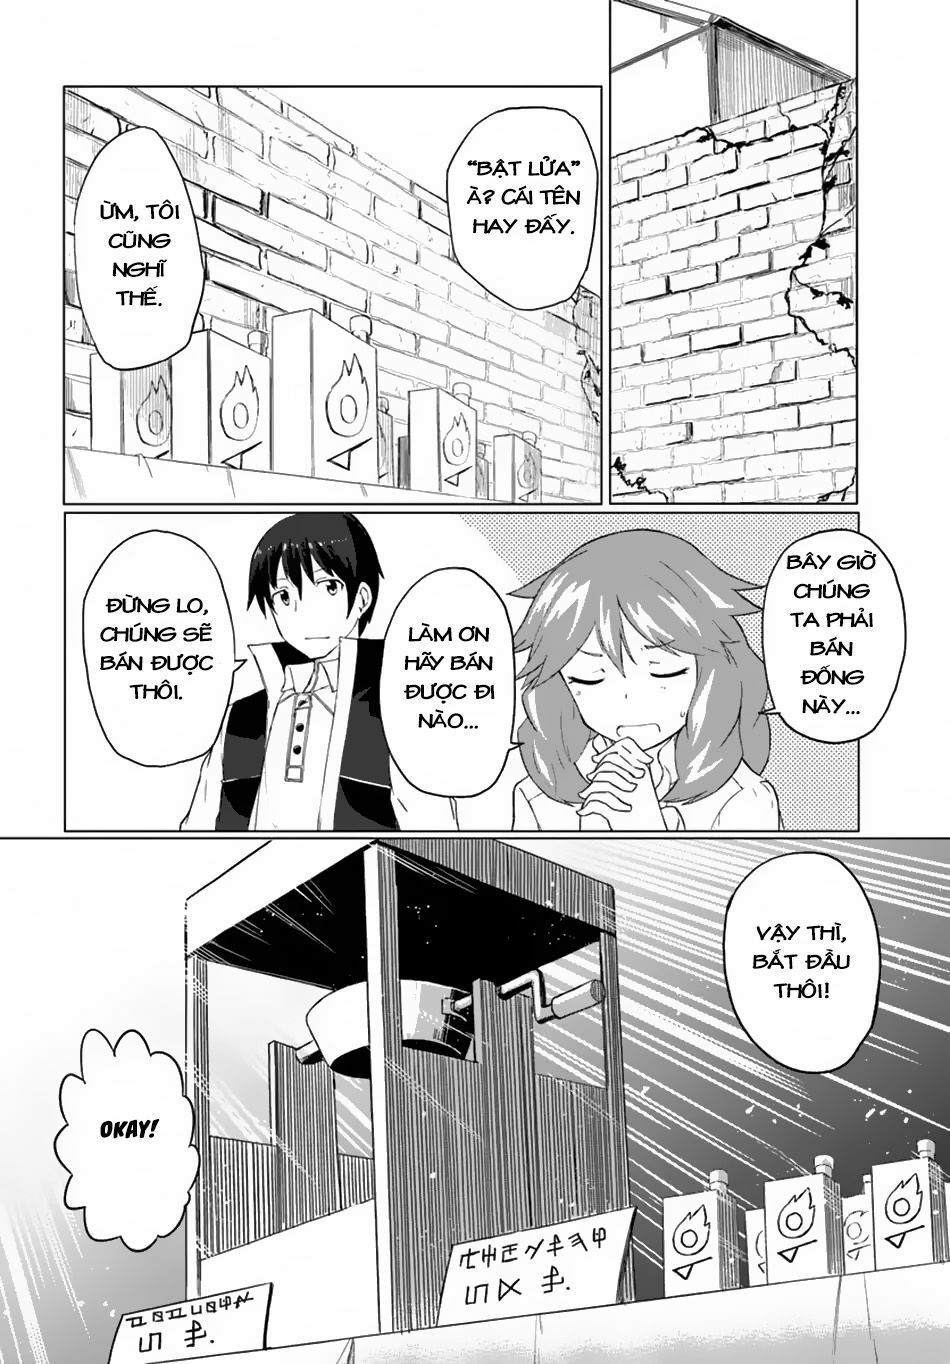 “BẬT LỬA”
À? CÁI TÊN
HAY ĐẤY.
ỪM, TÔI
CŨNG
NGHĨ
THẾ.
BÂY GIỜ
CHÚNG
TA PHẢI
BÁN
ĐỐNG
NÀY...
LÀM ƠN
HÃY BÁN
ĐƯỢC ĐI
NÀO...
ĐỪNG LO,
CHÚNG SẼ
BÁN ĐƯỢC
THÔI.
VẬY THÌ,
BẮT ĐẦU
THÔI!
OKAY!